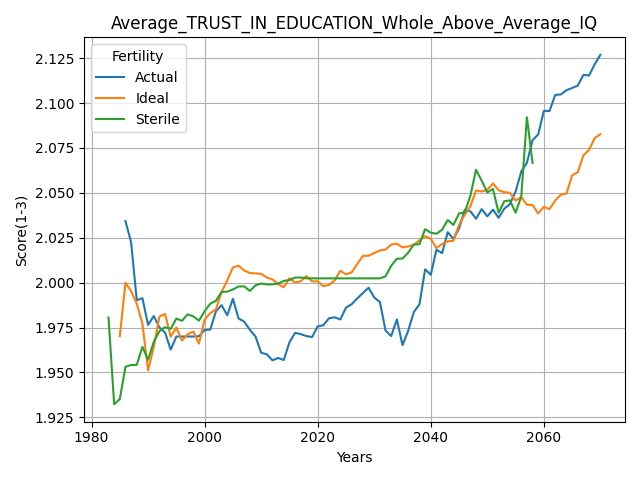 Average_TRUST_IN_EDUCATION_Whole_Above_Average_IQ
Fertility
Actual
Ideal
Sterile
Score(1-3)
2.125
2.100
2.075
2.050
2.025
2.000
1.975
1.950
1.925
1980
2000
2020
2040
2060
Years